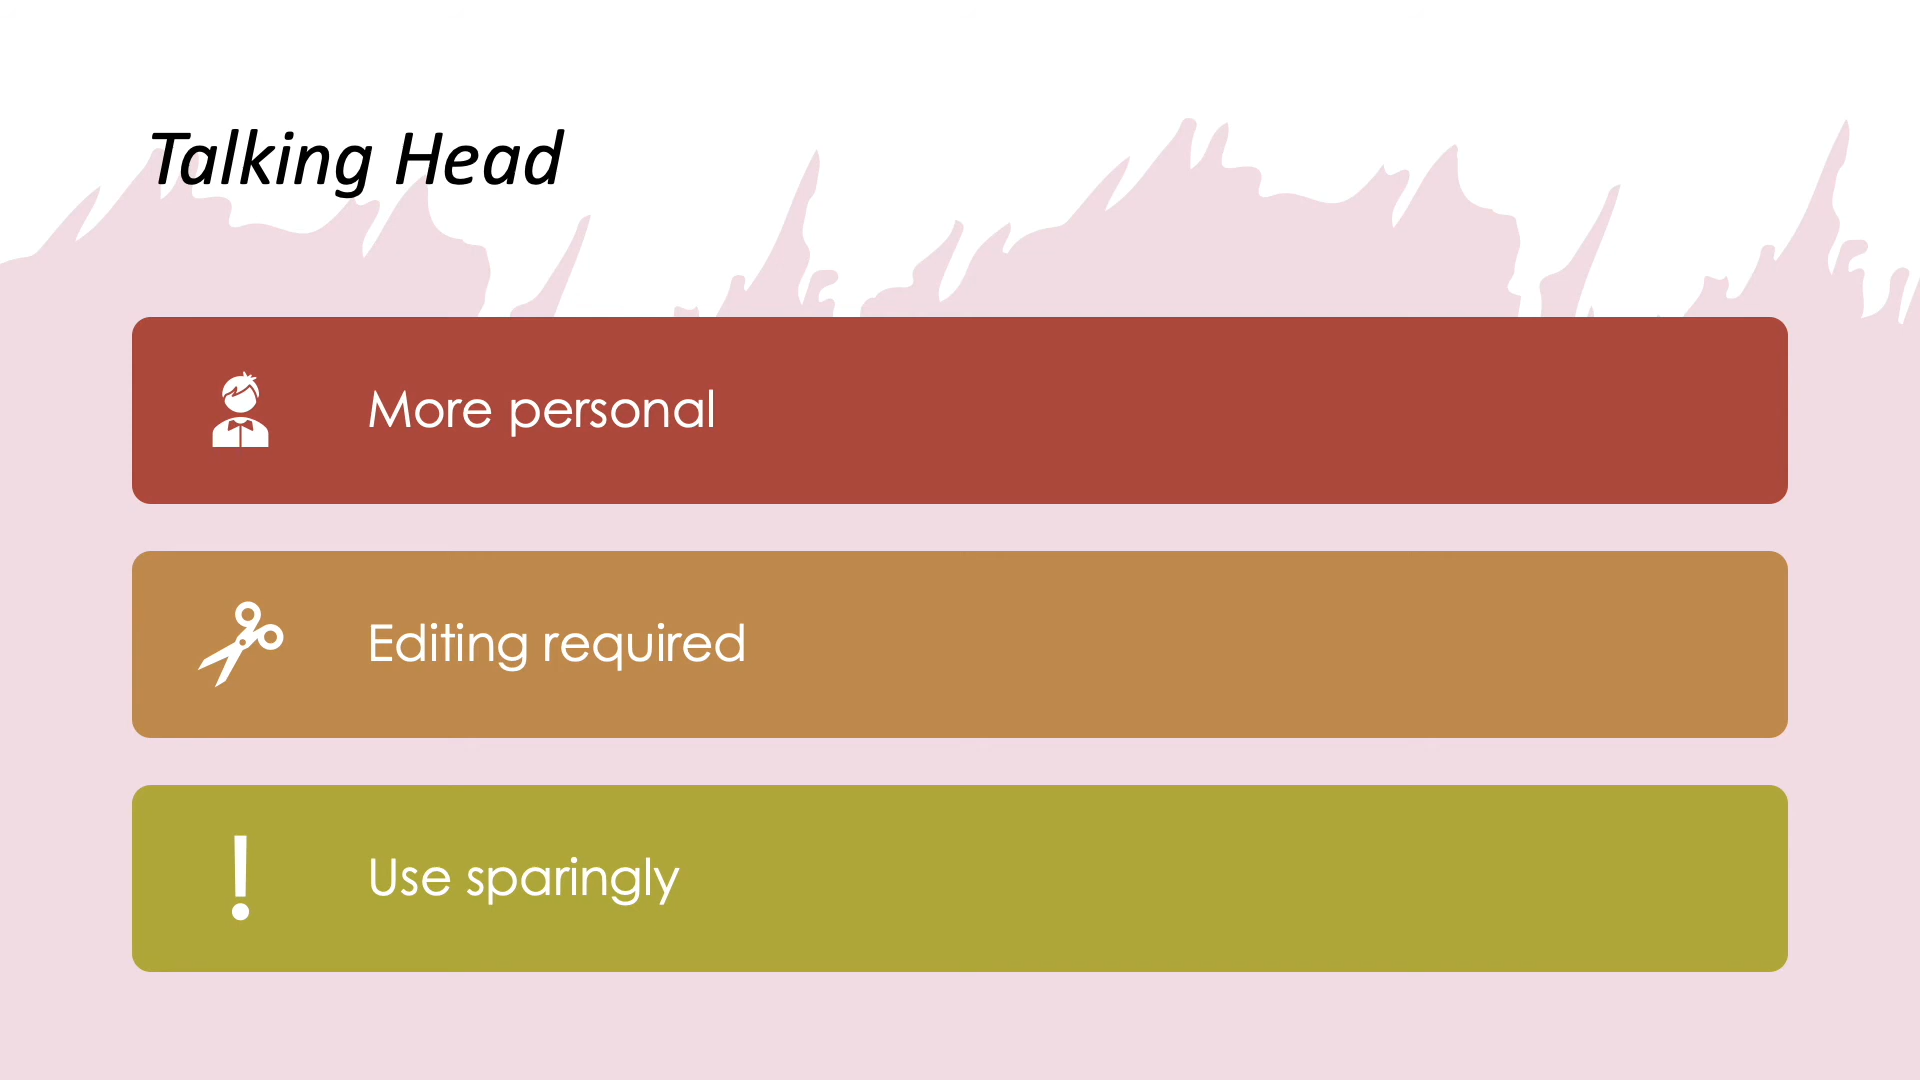 Talking Head
More personal
Editing required
Use sparingly